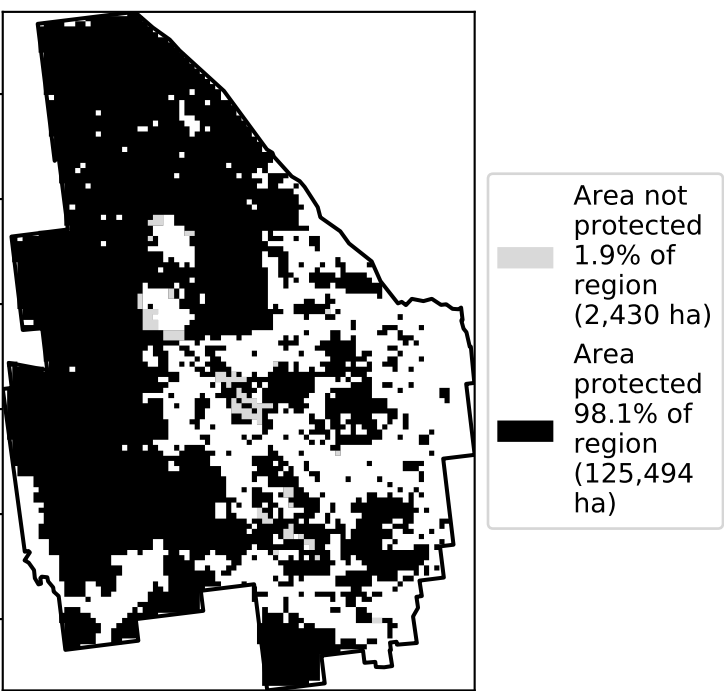 Area not
protected
1.9% of
region
(2,430 ha)
Area
protected
98.1% of
region
(125,494
ha)